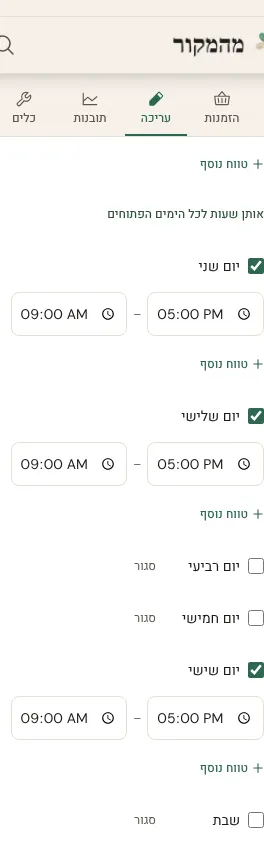 מהמקור
הזמנות עריכה תובנות כלים
+ טווח נוסף
אותן שעות לכל הימים הפתוחים
יום שני
09:00 AM – 05:00 PM
+ טווח נוסף
יום שלישי
09:00 AM – 05:00 PM
+ טווח נוסף
יום רביעי סגור
יום חמישי סגור
יום שישי
09:00 AM – 05:00 PM
+ טווח נוסף
שבת סגור